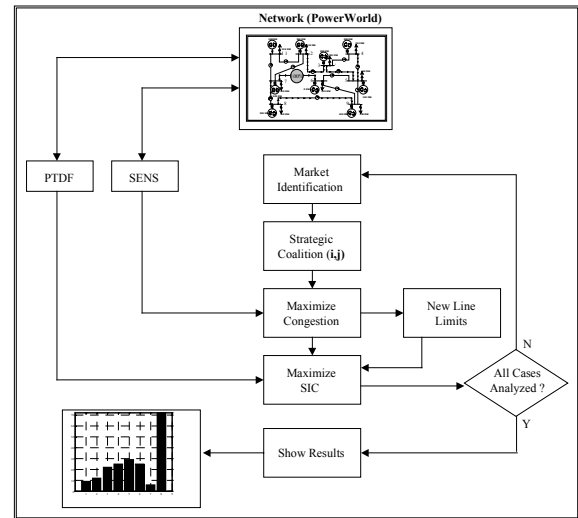 Network (PowerWorld)
PTDF
SENS
Market
Identification
Strategic
Coalition (i,j)
Maximize
Congestion
New Line
Limits
Maximize
SIC
N
All Cases
Analyzed ?
Y
Show Results